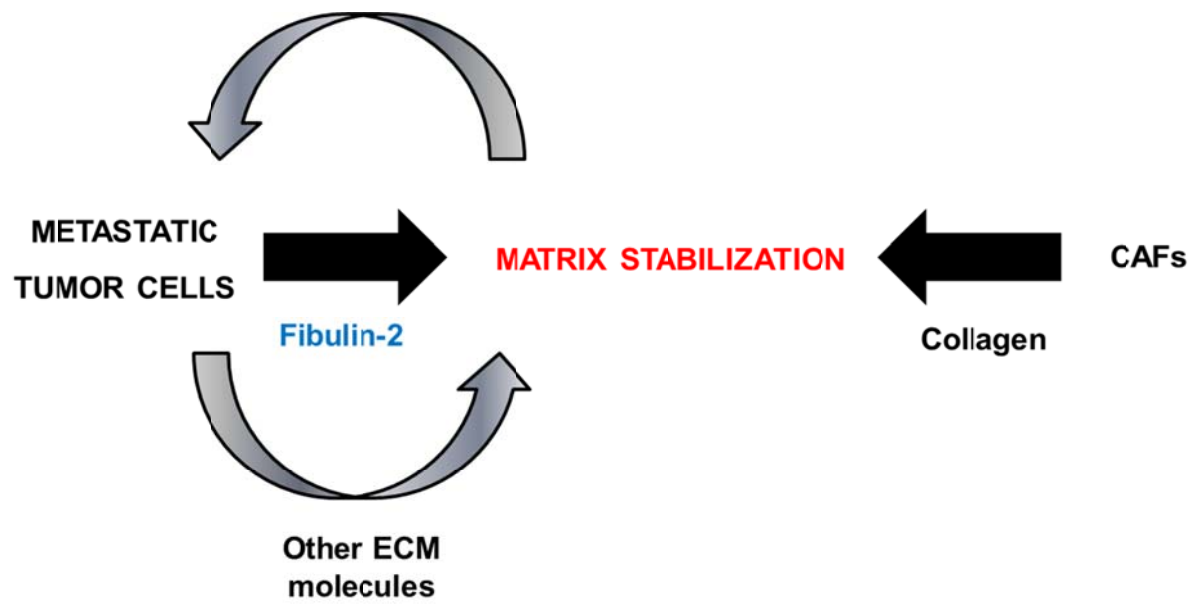 METASTATIC
TUMOR CELLS
Fibulin-2
MATRIX STABILIZATION
CAFs
Collagen
Other ECM
molecules